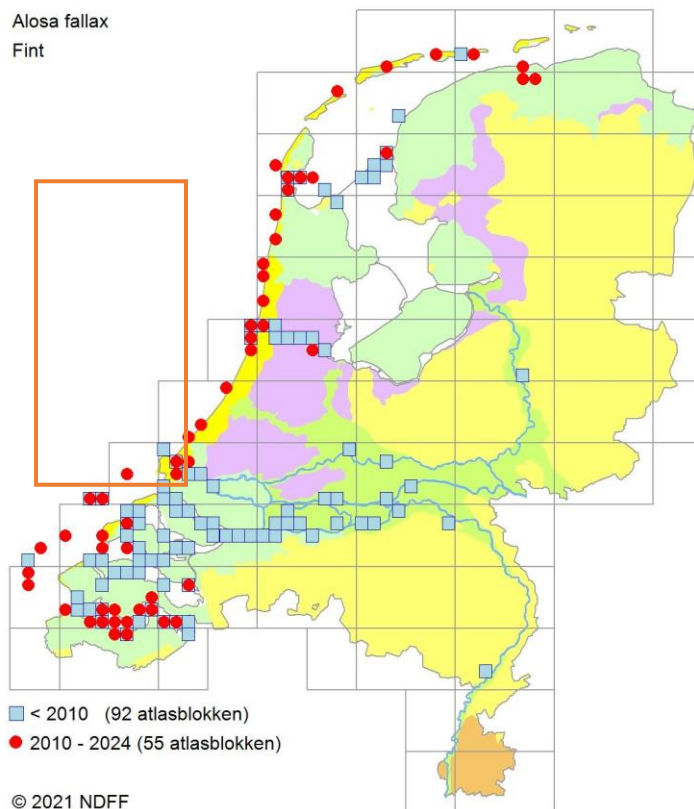 Alosa fallax
Fint
< 2010 (92 atlasblokken)
2010 - 2024 (55 atlasblokken)
© 2021 NDFF